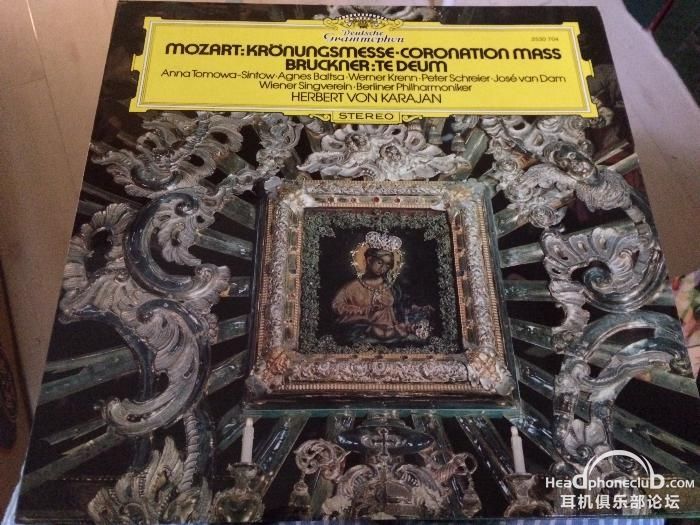 Deutsche
Grammophon
2530 704
MOZART: KRÖNUNGSMESSE·CORONATION MASS
BRUCKNER: TE DEUM
Anna Tomowa-Sintow·Agnes Baltsa·Werner Krenn·Peter Schreier·José van Dam
Wiener Singverein·Berliner Philharmoniker
HERBERT VON KARAJAN
STEREO
HeadphonecluD.com
耳机俱乐部论坛